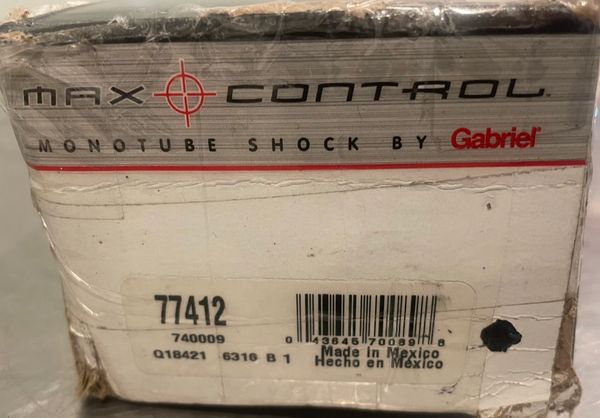 MAX CONTROL
MONOTUBE SHOCK BY Gabriel
77412
740009
Q18421 6316 B 1
0 43645 70089 8
Made In Mexico
Hecho en México